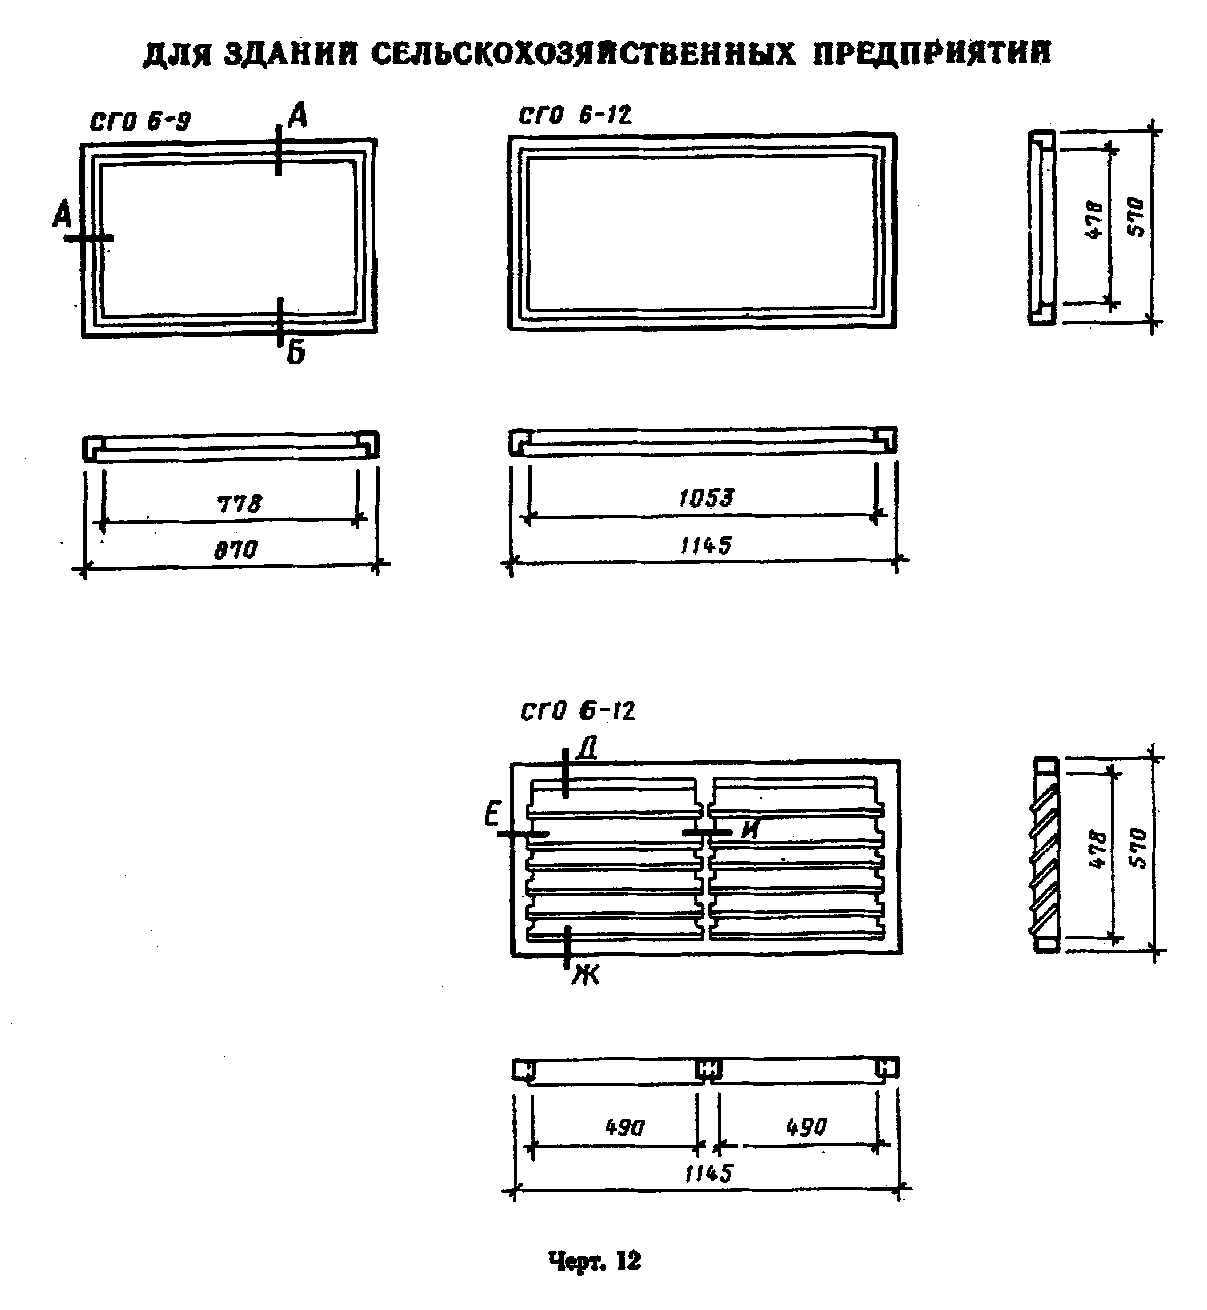 ДЛЯ ЗДАНИЙ СЕЛЬСКОХОЗЯЙСТВЕННЫХ ПРЕДПРИЯТИЙ
СГО 6-9
СГО 6-12
А
А
Б
478
570
778
870
1053
1145
СГО 6-12
Д
Е
И
Ж
478
570
490
490
1145
Черт. 12